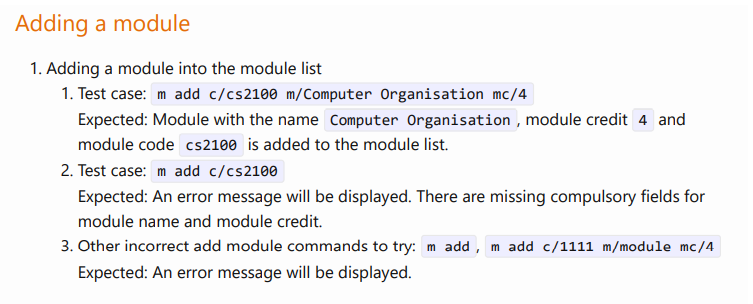 Adding a module
1. Adding a module into the module list
1. Test case: m add c/cs2100 m/Computer Organisation mc/4
Expected: Module with the name Computer Organisation , module credit 4 and
module code cs2100 is added to the module list.
2. Test case: m add c/cs2100
Expected: An error message will be displayed. There are missing compulsory fields for
module name and module credit.
3. Other incorrect add module commands to try: m add , m add c/1111 m/module mc/4
Expected: An error message will be displayed.